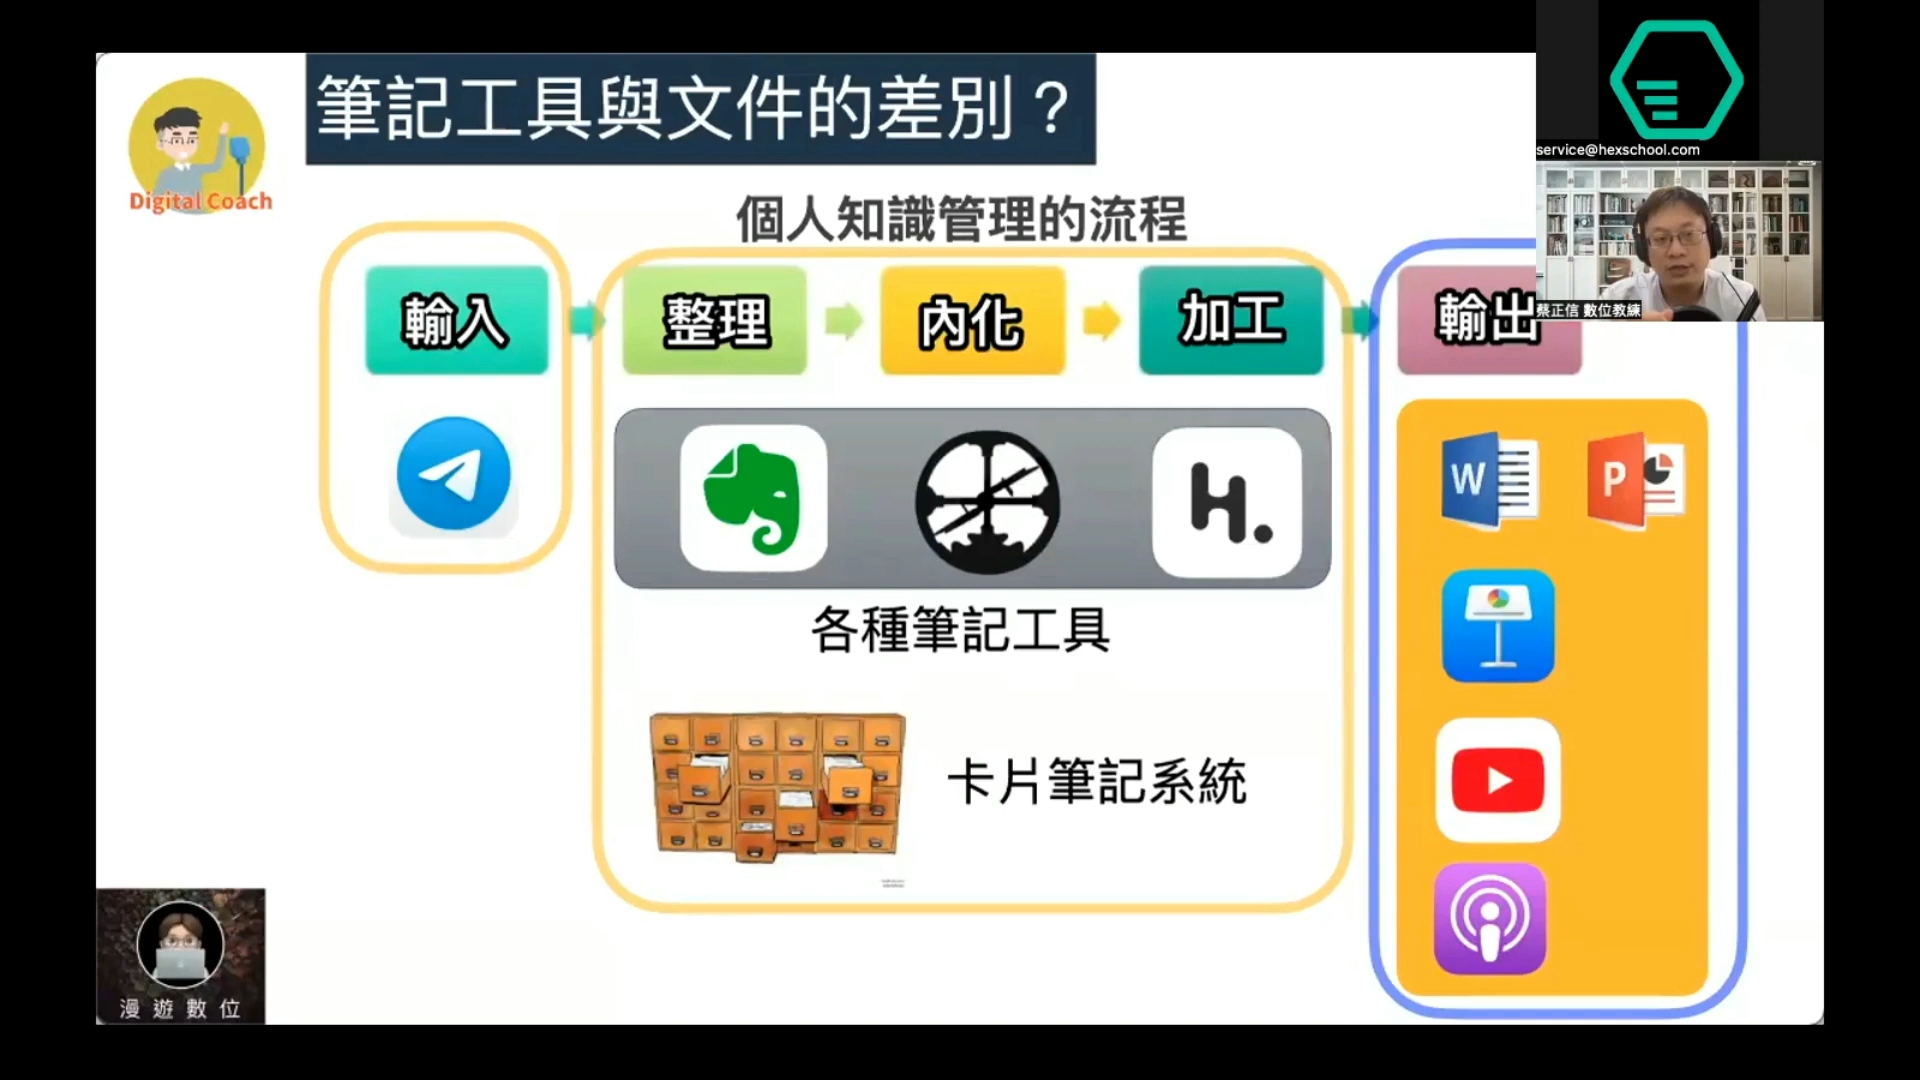 筆記工具與文件的差別？
Digital Coach
service@hexschool.com
蔡正信 數位教練
個人知識管理的流程
輸入
整理
內化
加工
輸出
W
P
H.
各種筆記工具
卡片筆記系統
漫遊數位